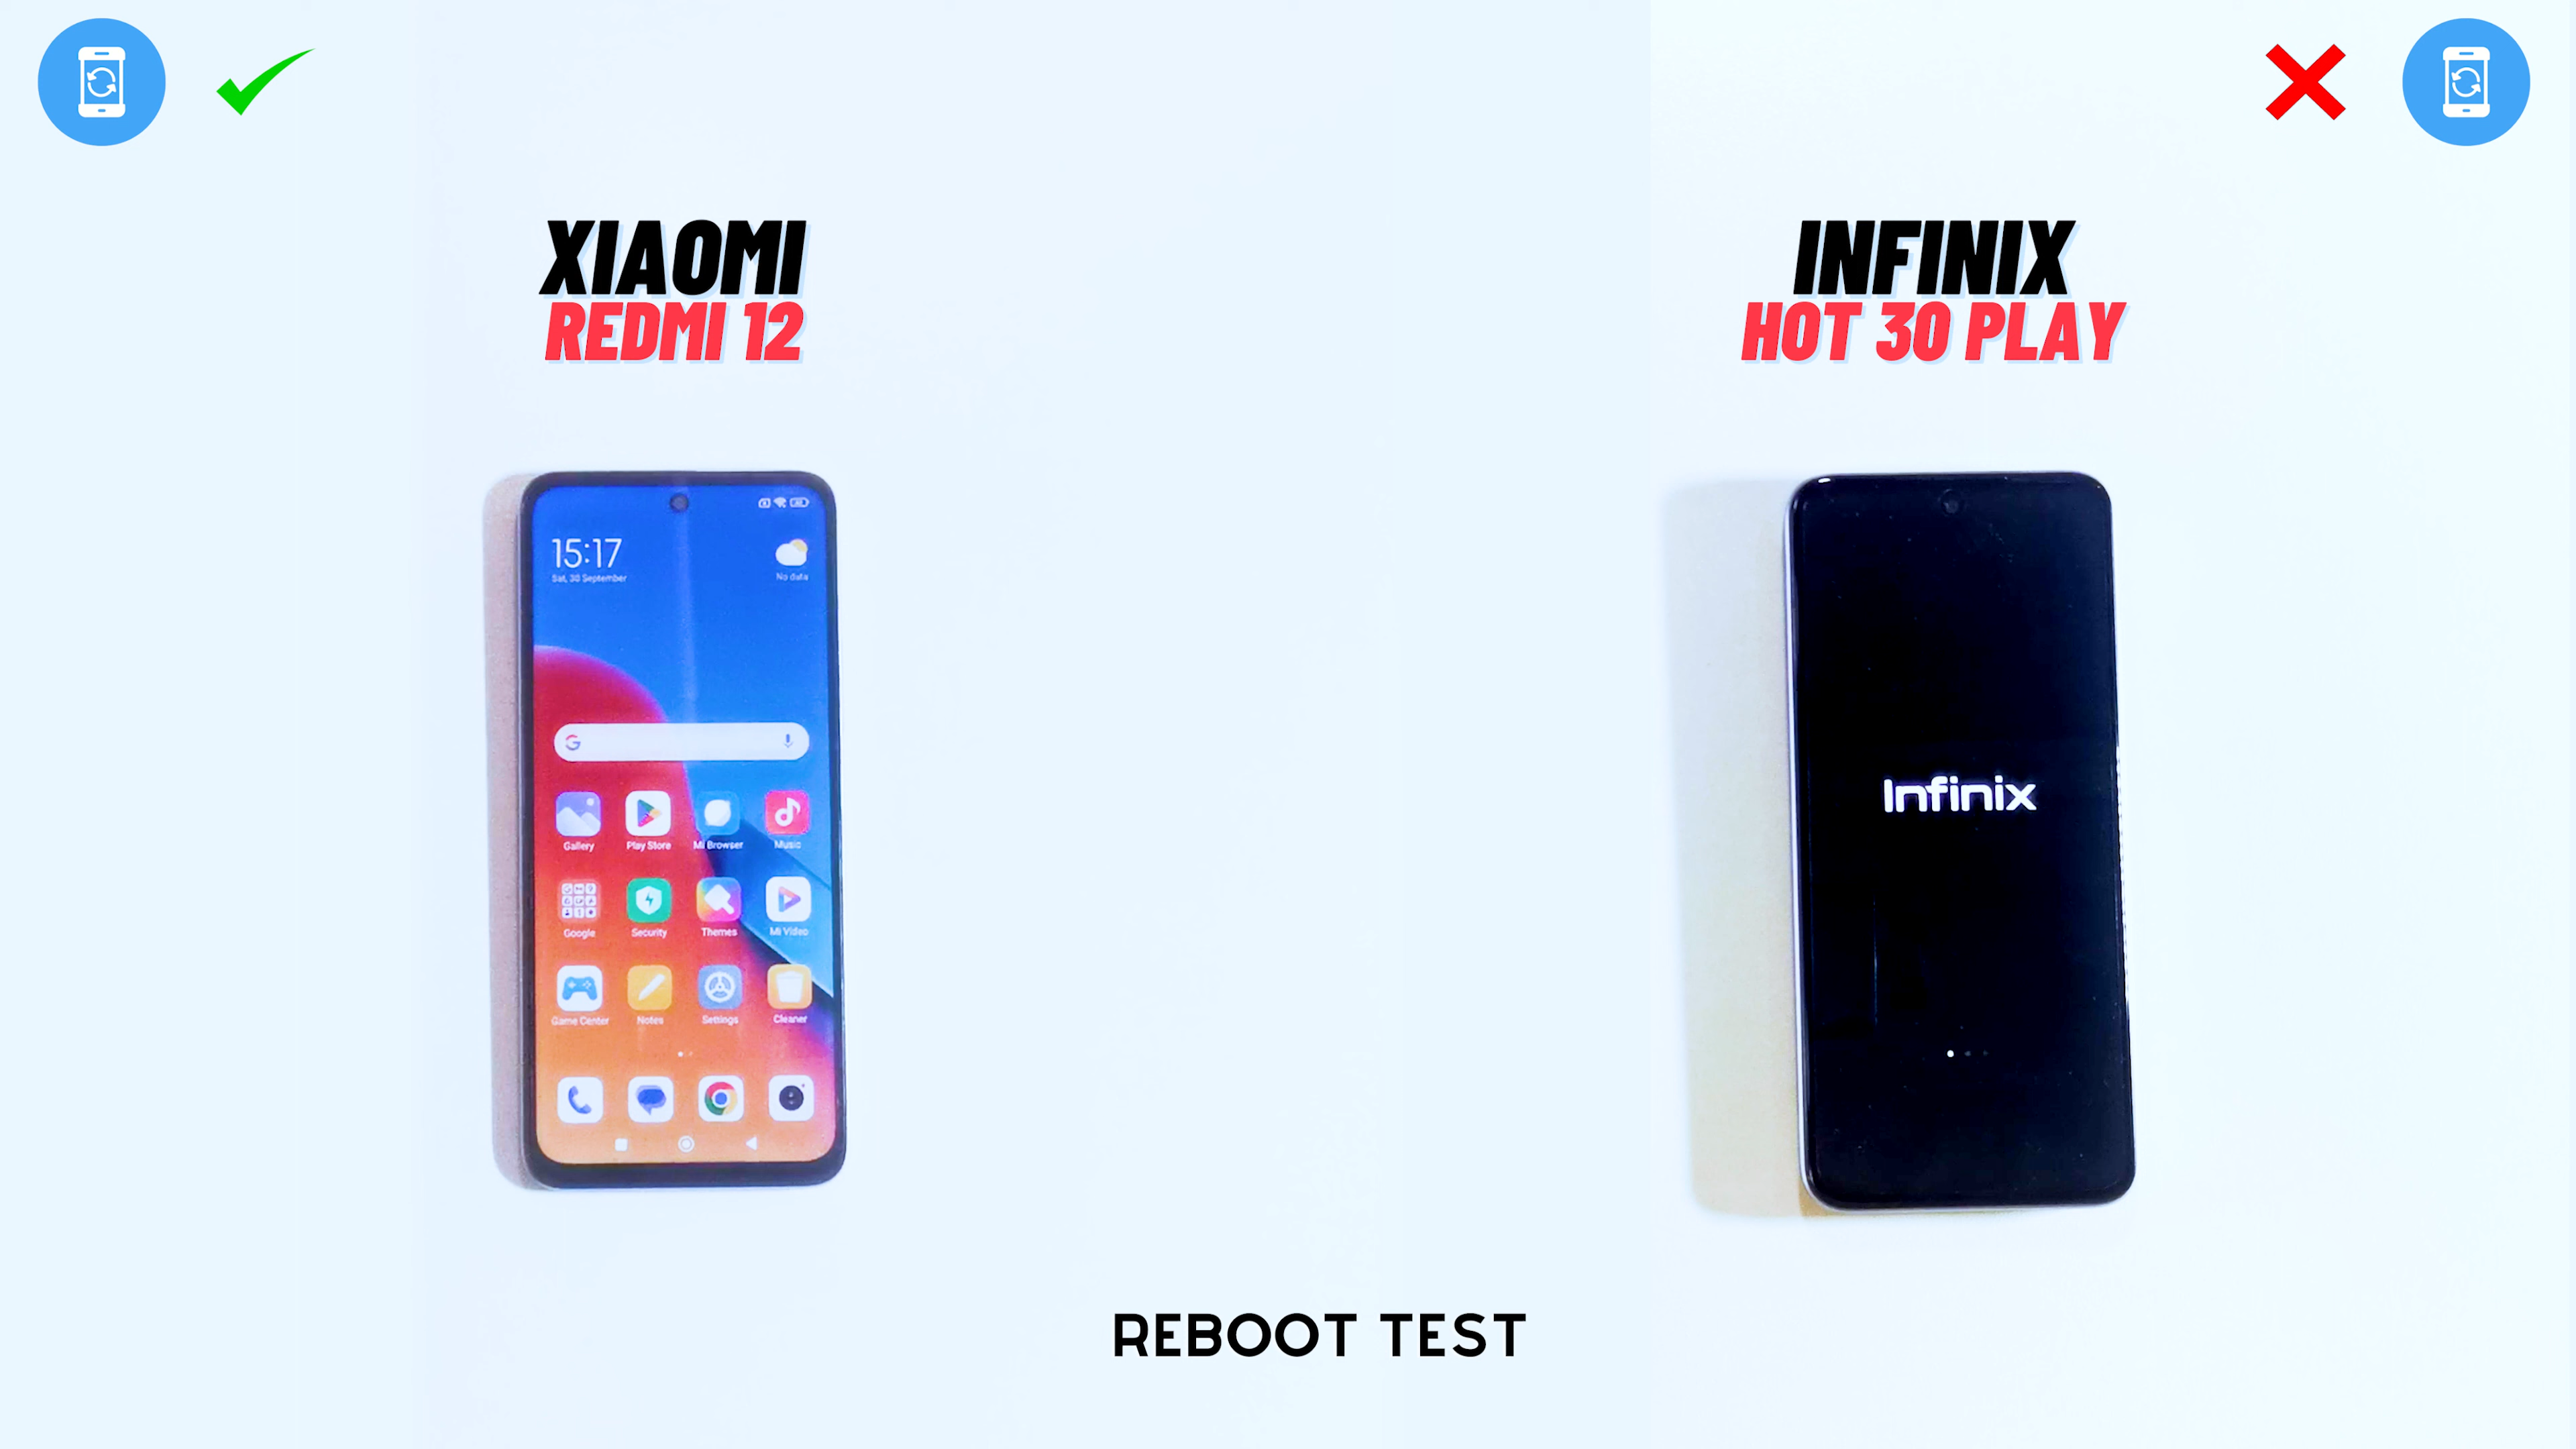 XIAOMI
REDMI 12
INFINIX
HOT 30 PLAY
15:17
Sat, 30 September
No data
Gallery
Play Store
Mi Browser
Music
Google
Security
Themes
Mi Video
Game Center
Notes
Settings
Cleaner
Infinix
REBOOT TEST